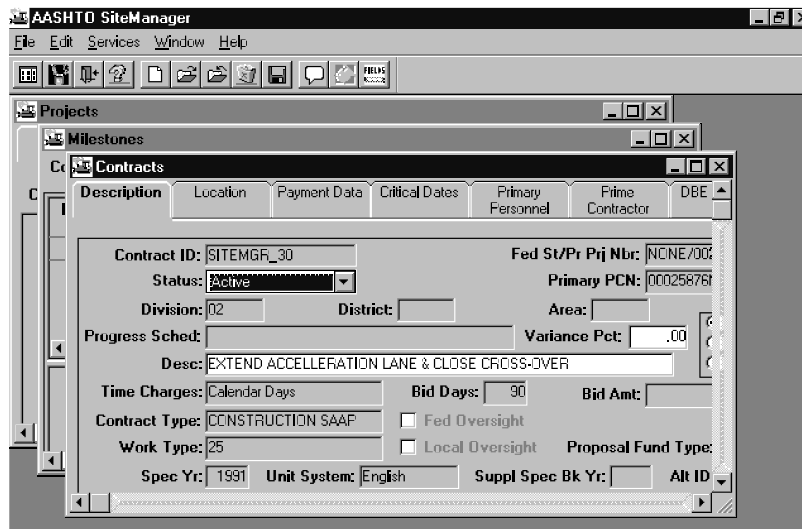 AASHTO SiteManager
File Edit Services Window Help
FIELDS
Projects
Milestones
Contracts
Description Location Payment Data Critical Dates Primary Personnel Prime Contractor DBE
Contract ID: SITEMGR_30 Fed St/Pr Prj Nbr: NONE/002
Status: Active Primary PCN: 00025876
Division: 02 District: Area:
Progress Sched: Variance Pct: .00
Desc: EXTEND ACCELLERATION LANE & CLOSE CROSS-OVER
Time Charges: Calendar Days Bid Days: 90 Bid Amt:
Contract Type: CONSTRUCTION SAAP Fed Oversight
Work Type: 25 Local Oversight Proposal Fund Type:
Spec Yr: 1991 Unit System: English Suppl Spec Bk Yr: Alt ID